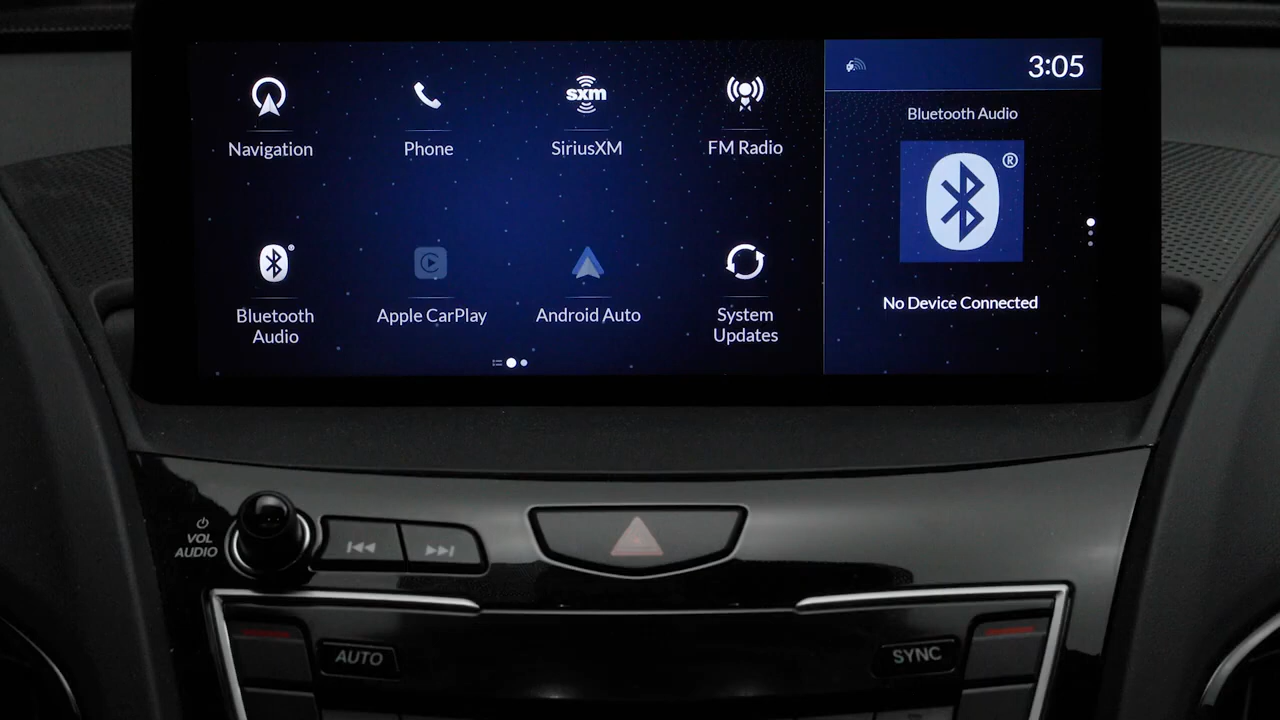 3:05
Navigation
Phone
sxm
SiriusXM
FM Radio
Bluetooth Audio
®
Bluetooth
Audio
Apple CarPlay
Android Auto
System
Updates
No Device Connected
VOL
AUDIO
AUTO
SYNC